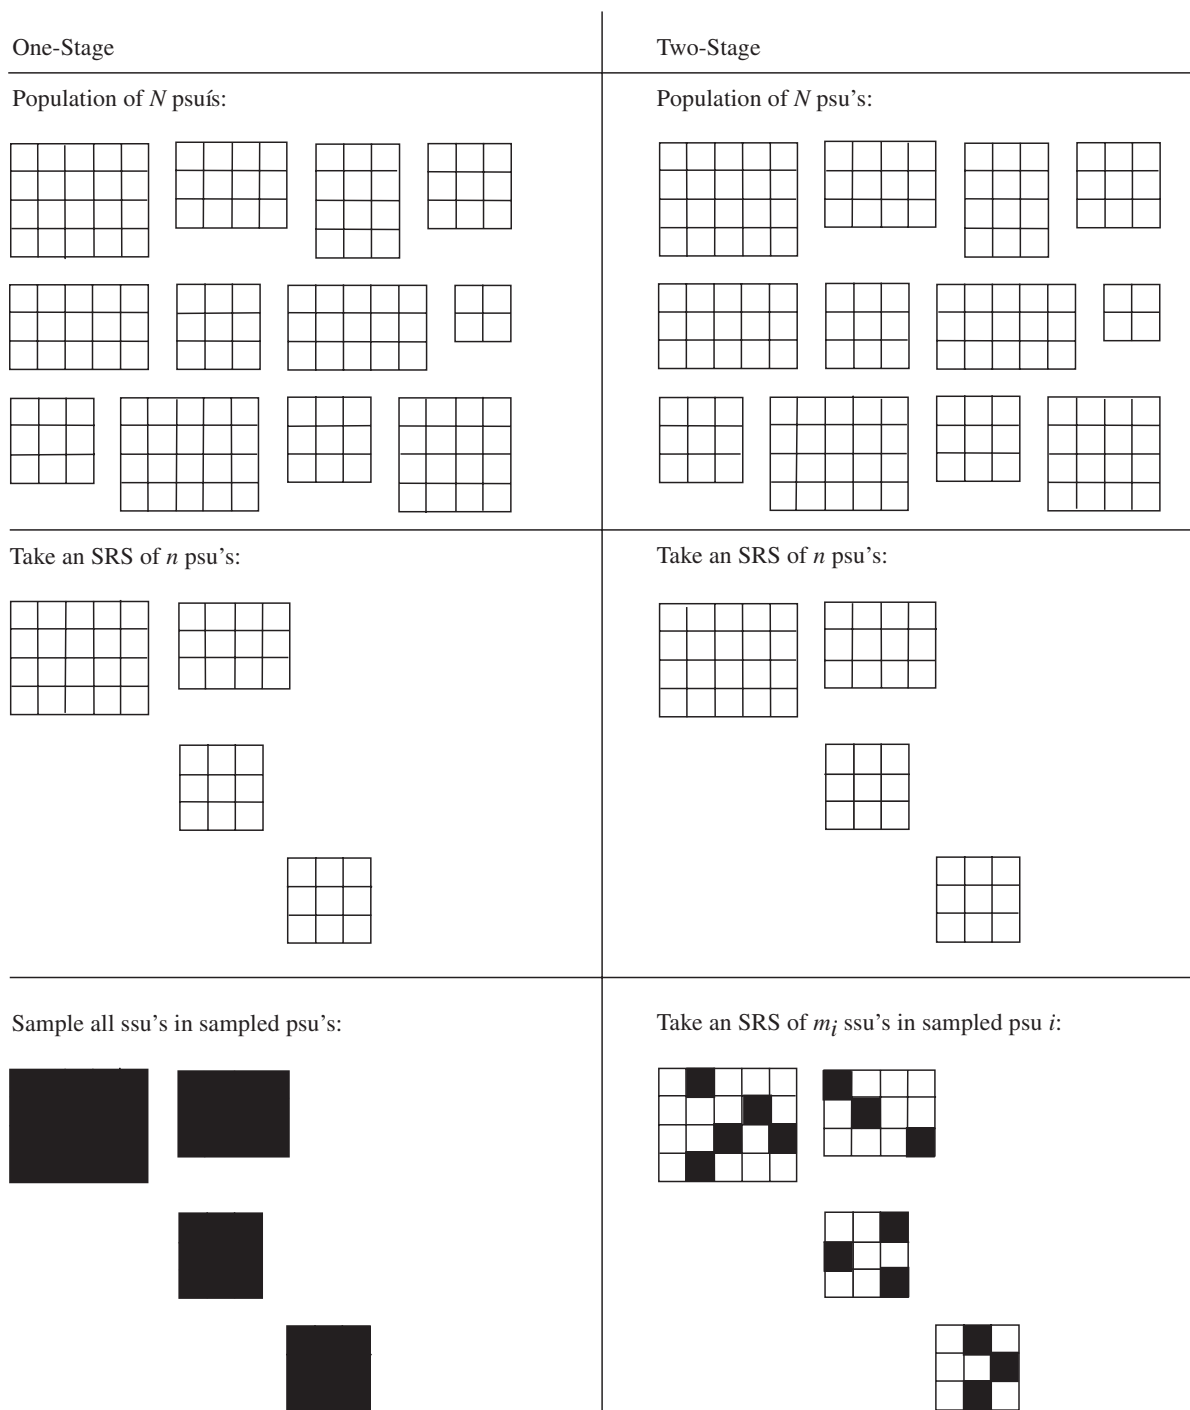 One-Stage
Two-Stage
Population of N psuís:
Population of N psu's:
Take an SRS of n psu's:
Take an SRS of n psu's:
Sample all ssu's in sampled psu's:
Take an SRS of mi ssu's in sampled psu i: